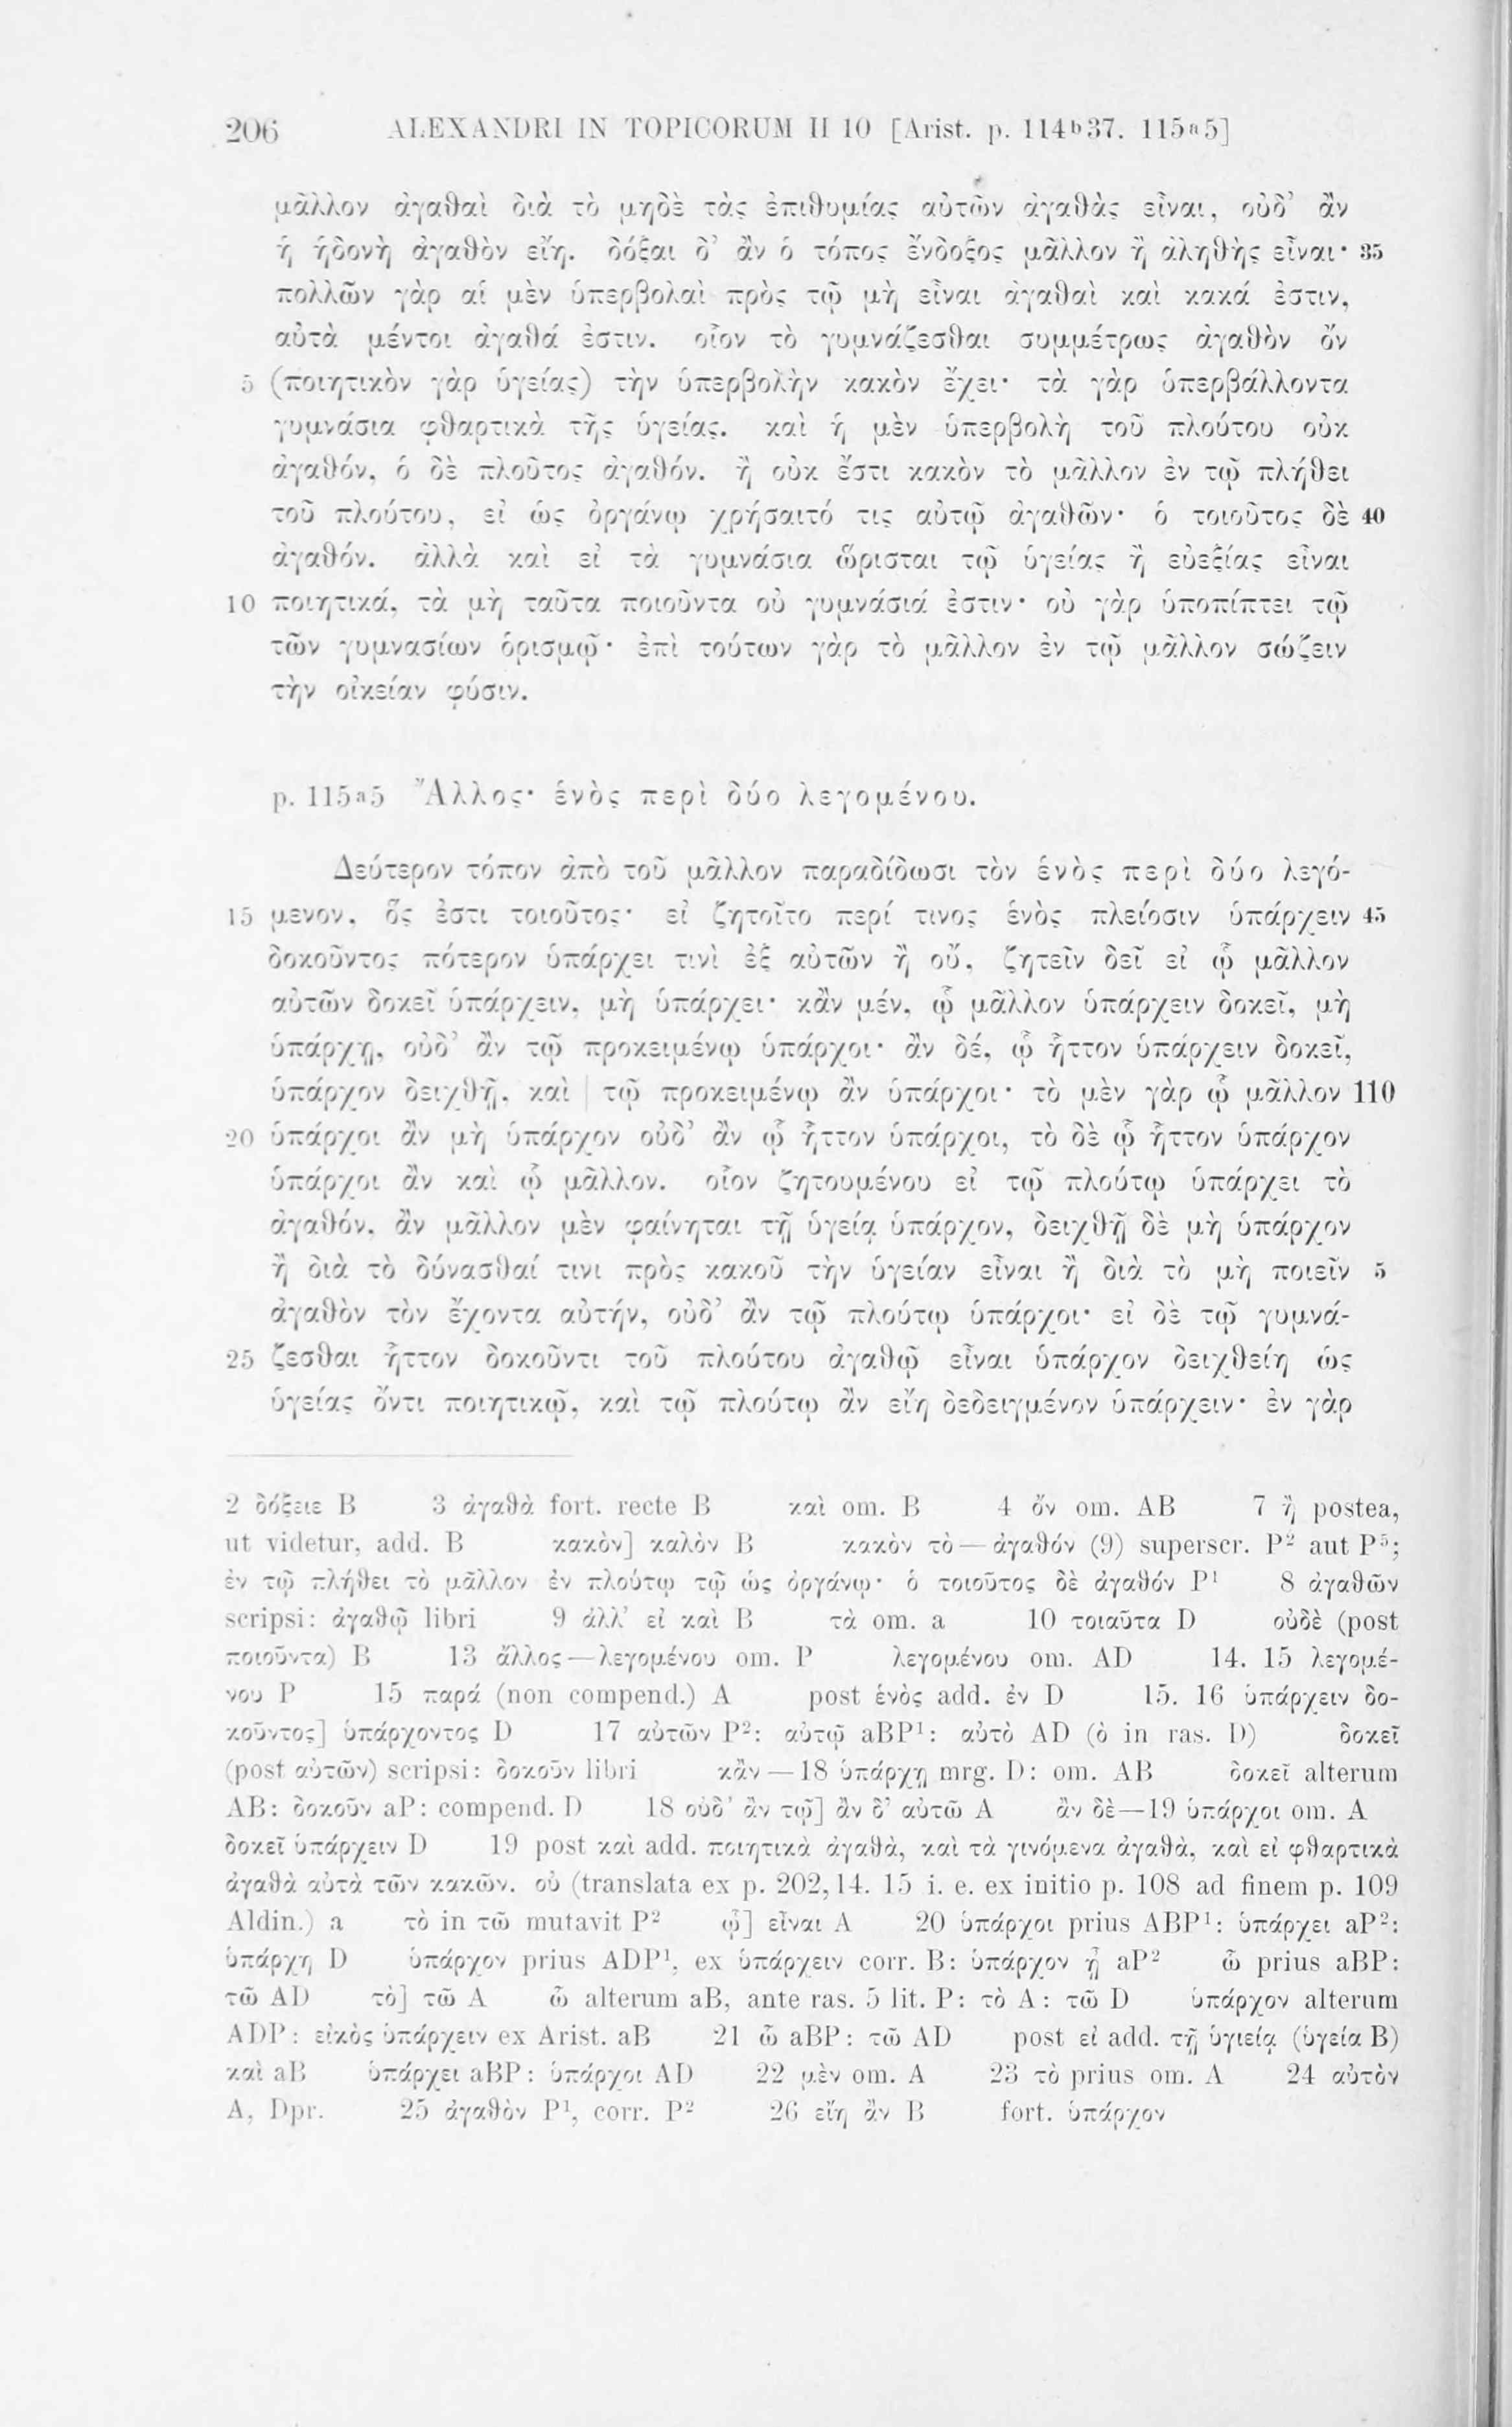 206 ALEXANDRI IN TOPICORUM II 10 [Arist. p. 114ᵇ37. 115ᵃ5]
μᾶλλον ἀγαθαὶ διὰ τὸ μηδὲ τὰς ἐπιθυμίας αὐτῶν ἀγαθὰς εἶναι, οὐδ’ ἂν
ἡ ἡδονὴ ἀγαθὸν εἴη. δόξαι δ’ ἂν ὁ τόπος ἔνδοξος μᾶλλον ἢ ἀληθὴς εἶναι· 35
πολλῶν γὰρ αἱ μὲν ὑπερβολαὶ πρὸς τῷ μὴ εἶναι ἀγαθαὶ καὶ κακά ἐστιν,
αὐτὰ μέντοι ἀγαθά ἐστιν. οἷον τὸ γυμνάζεσθαι συμμέτρως ἀγαθὸν ὂν
5 (ποιητικὸν γὰρ ὑγείας) τὴν ὑπερβολὴν κακὸν ἔχει· τὰ γὰρ ὑπερβάλλοντα
γυμνάσια φθαρτικὰ τῆς ὑγείας. καὶ ἡ μὲν ὑπερβολὴ τοῦ πλούτου οὐκ
ἀγαθόν, ὁ δὲ πλοῦτος ἀγαθόν. ἢ οὐκ ἔστι κακὸν τὸ μᾶλλον ἐν τῷ πλήθει
τοῦ πλούτου, εἰ ὡς ὀργάνῳ χρήσαιτό τις αὐτῷ ἀγαθῶν· ὁ τοιοῦτος δὲ 40
ἀγαθόν. ἀλλὰ καὶ εἰ τὰ γυμνάσια ὥρισται τῷ ὑγείας ἢ εὐεξίας εἶναι
10 ποιητικά, τὰ μὴ ταῦτα ποιοῦντα οὐ γυμνάσιά ἐστιν· οὐ γὰρ ὑποπίπτει τῷ
τῶν γυμνασίων ὁρισμῷ· ἐπὶ τούτων γὰρ τὸ μᾶλλον ἐν τῷ μᾶλλον σώζειν
τὴν οἰκείαν φύσιν.
p. 115ᵃ5 Ἄλλος· ἑνὸς περὶ δύο λεγομένου.
Δεύτερον τόπον ἀπὸ τοῦ μᾶλλον παραδίδωσι τὸν ἑνὸς περὶ δύο λεγό-
15 μενον, ὅς ἐστι τοιοῦτος· εἰ ζητοῖτο περί τινος ἑνὸς πλείοσιν ὑπάρχειν 45
δοκοῦντος πότερον ὑπάρχει τινὶ ἐξ αὐτῶν ἢ οὔ, ζητεῖν δεῖ εἰ ᾧ μᾶλλον
αὐτῶν δοκεῖ ὑπάρχειν, μὴ ὑπάρχει· κἂν μέν, ᾧ μᾶλλον ὑπάρχειν δοκεῖ, μὴ
ὑπάρχῃ, οὐδ’ ἂν τῷ προκειμένῳ ὑπάρχοι· ἂν δέ, ᾧ ἧττον ὑπάρχειν δοκεῖ,
ὑπάρχον δειχθῇ, καὶ | τῷ προκειμένῳ ἂν ὑπάρχοι· τὸ μὲν γὰρ ᾧ μᾶλλον 110
20 ὑπάρχοι ἂν μὴ ὑπάρχον οὐδ’ ἂν ᾧ ἧττον ὑπάρχοι, τὸ δὲ ᾧ ἧττον ὑπάρχον
ὑπάρχοι ἂν καὶ ᾧ μᾶλλον. οἷον ζητουμένου εἰ τῷ πλούτῳ ὑπάρχει τὸ
ἀγαθόν, ἂν μᾶλλον μὲν φαίνηται τῇ ὑγείᾳ ὑπάρχον, δειχθῇ δὲ μὴ ὑπάρχον
ἢ διὰ τὸ δύνασθαί τινι πρὸς κακοῦ τὴν ὑγείαν εἶναι ἢ διὰ τὸ μὴ ποιεῖν 5
ἀγαθὸν τὸν ἔχοντα αὐτήν, οὐδ’ ἂν τῷ πλούτῳ ὑπάρχοι· εἰ δὲ τῷ γυμνά-
25 ζεσθαι ἧττον δοκοῦντι τοῦ πλούτου ἀγαθῷ εἶναι ὑπάρχον δειχθείη ὡς
ὑγείας ὄντι ποιητικῷ, καὶ τῷ πλούτῳ ἂν εἴη δεδειγμένον ὑπάρχειν· ἐν γὰρ
2 δόξειε B 3 ἀγαθὰ fort. recte B καὶ om. B 4 ὂν om. AB 7 ἢ postea,
ut videtur, add. B κακὸν] καλὸν B κακὸν τὸ — ἀγαθόν (9) superscr. P² aut P⁵;
ἐν τῷ πλήθει τὸ μᾶλλον ἐν πλούτῳ τῷ ὡς ὀργάνῳ· ὁ τοιοῦτος δὲ ἀγαθόν P¹ 8 ἀγαθῶν
scripsi: ἀγαθῷ libri 9 ἀλλ’ εἰ καὶ B τὰ om. a 10 τοιαῦτα D οὐδὲ (post
ποιοῦντα) B 13 ἄλλος — λεγομένου om. P λεγομένου om. AD 14. 15 λεγομέ-
νου P 15 παρά (non compend.) A post ἑνὸς add. ἐν D 15. 16 ὑπάρχειν δο-
κοῦντος] ὑπάρχοντος D 17 αὐτῶν P²: αὐτῷ aBP¹: αὐτὸ AD (ὸ in ras. D) δοκεῖ
(post αὐτῶν) scripsi: δοκοῦν libri κἂν — 18 ὑπάρχῃ mrg. D: om. AB δοκεῖ alterum
AB: δοκοῦν aP: compend. D 18 οὐδ’ ἂν τῷ] ἂν δ’ αὐτῶ A ἂν δὲ—19 ὑπάρχοι om. A
δοκεῖ ὑπάρχειν D 19 post καὶ add. ποιητικὰ ἀγαθὰ, καὶ τὰ γινόμενα ἀγαθὰ, καὶ εἰ φθαρτικὰ
ἀγαθὰ αὐτὰ τῶν κακῶν. οὐ (translata ex p. 202,14. 15 i. e. ex initio p. 108 ad finem p. 109
Aldin.) a τὸ in τῶ mutavit P² ᾧ] εἶναι A 20 ὑπάρχοι prius ABP¹: ὑπάρχει aP²:
ὑπάρχη D ὑπάρχον prius ADP¹, ex ὑπάρχειν corr. B: ὑπάρχον ᾖ aP² ὧ prius aBP:
τῶ AD τὸ] τῶ A ὧ alterum aB, ante ras. 5 lit. P: τὸ A: τῶ D ὑπάρχον alterum
ADP: εἰκὸς ὑπάρχειν ex Arist. aB 21 ὧ aBP: τῶ AD post εἰ add. τῇ ὑγιείᾳ (ὑγεία B)
καὶ aB ὑπάρχει aBP: ὑπάρχοι AD 22 μὲν om. A 23 τὸ prius om. A 24 αὐτὸν
A, Dpr. 25 ἀγαθὸν P¹, corr. P² 26 εἴη ἂν B fort. ὑπάρχον